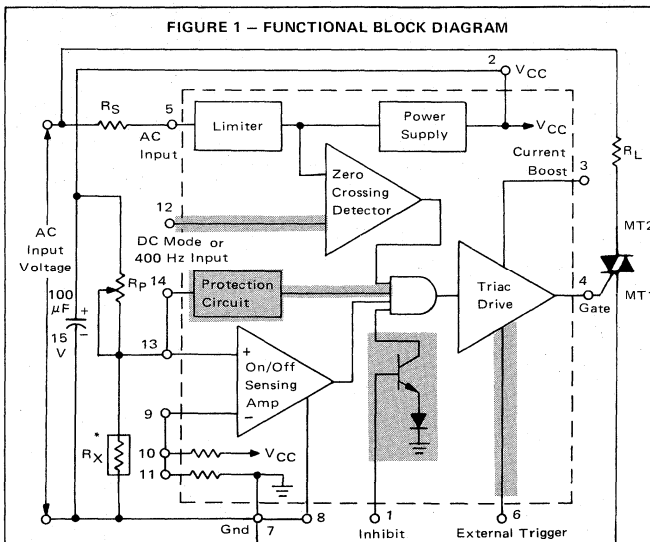 FIGURE 1 – FUNCTIONAL BLOCK DIAGRAM
2
VCC
RS
5
AC
Input
Limiter
Power
Supply
VCC
RL
Current
Boost
3
Zero
Crossing
Detector
12
DC Mode or
400 Hz Input
MT2
AC
Input
Voltage
RP
14
Protection
Circuit
Triac
Drive
4
Gate
MT1
100
µF
+
–
15
V
13
+
On/Off
Sensing
Amp
–
9
10
VCC
11
RX
*
Gnd
7
8
1
Inhibit
6
External Trigger